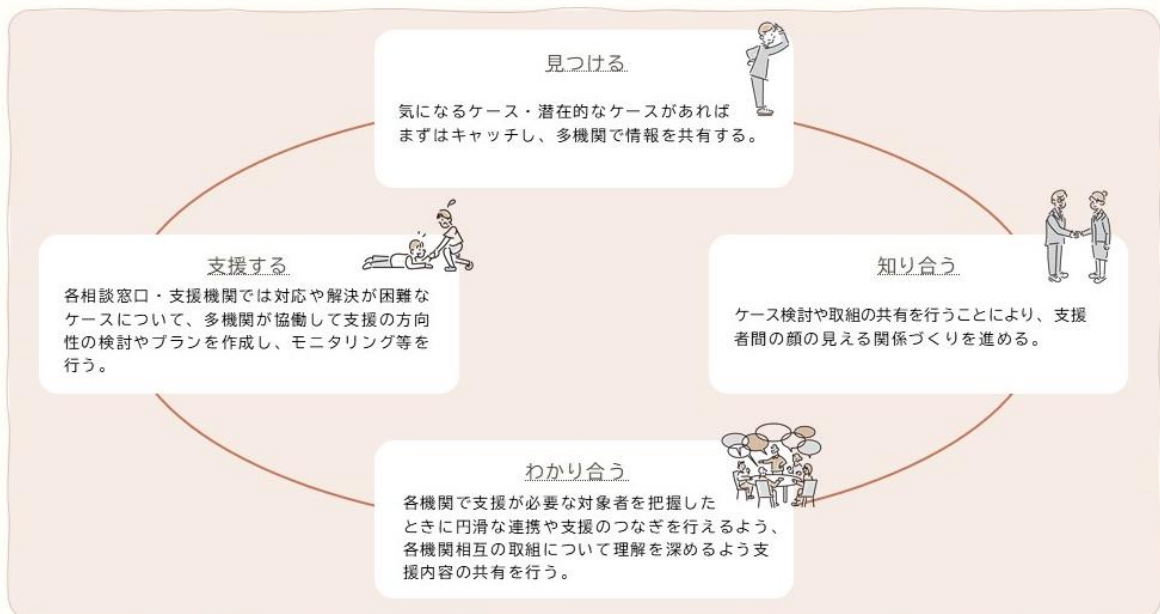 見つける
気になるケース・潜在的なケースがあれば
まずはキャッチし、多機関で情報を共有する。
知り合う
ケース検討や取組の共有を行うことにより、支援
者間の顔の見える関係づくりを進める。
わかり合う
各機関で支援が必要な対象者を把握した
ときに円滑な連携や支援のつなぎを行えるよう、
各機関相互の取組について理解を深めるよう支
援内容の共有を行う。
支援する
各相談窓口・支援機関では対応や解決が困難な
ケースについて、多機関が協働して支援の方向
性の検討やプランを作成し、モニタリング等を
行う。